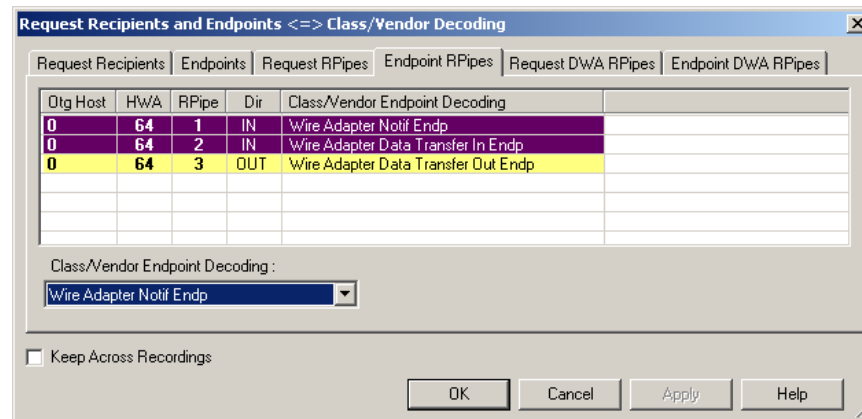 Request Recipients and Endpoints <=> Class/Vendor Decoding
Request Recipients Endpoints Request RPipes Endpoint RPipes Request DWA RPipes Endpoint DWA RPipes
Otg Host HWA RPipe Dir Class/Vendor Endpoint Decoding
0 64 1 IN Wire Adapter Notif Endp
0 64 2 IN Wire Adapter Data Transfer In Endp
0 64 3 OUT Wire Adapter Data Transfer Out Endp
Class/Vendor Endpoint Decoding :
Wire Adapter Notif Endp
Keep Across Recordings
OK Cancel Apply Help